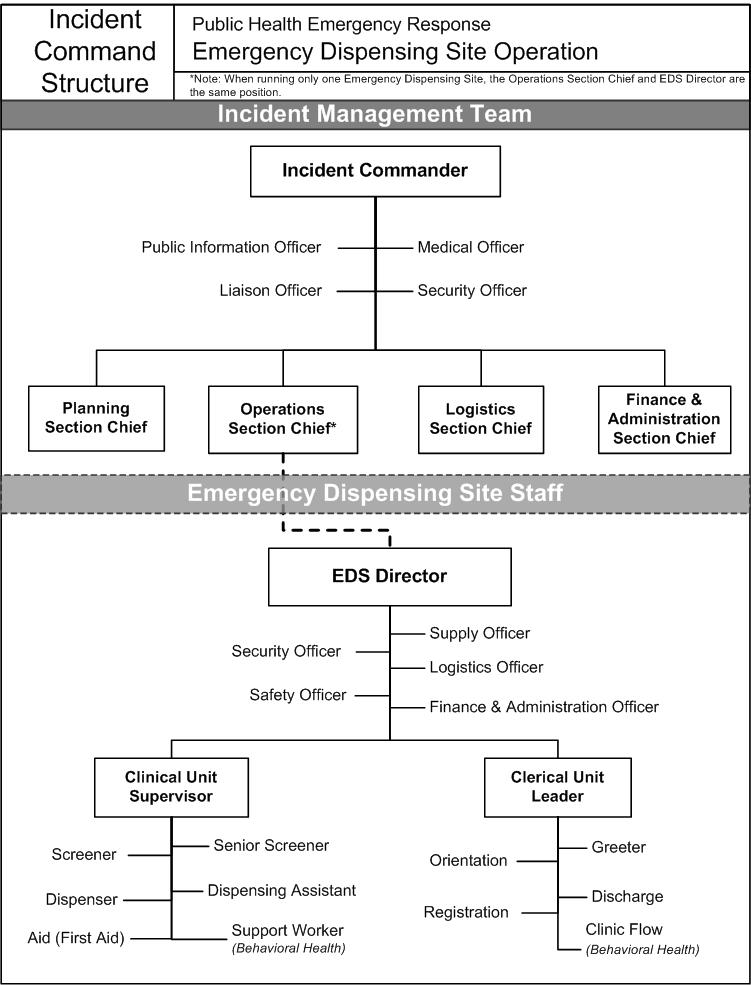 Incident
Command
Structure
Public Health Emergency Response
Emergency Dispensing Site Operation
*Note: When running only one Emergency Dispensing Site, the Operations Section Chief and EDS Director are
the same position.
Incident Management Team
Incident Commander
Public Information Officer
Medical Officer
Liaison Officer
Security Officer
Planning
Section Chief
Operations
Section Chief*
Logistics
Section Chief
Finance &
Administration
Section Chief
Emergency Dispensing Site Staff
EDS Director
Supply Officer
Security Officer
Logistics Officer
Safety Officer
Finance & Administration Officer
Clinical Unit
Supervisor
Clerical Unit
Leader
Senior Screener
Screener
Dispensing Assistant
Dispenser
Support Worker
(Behavioral Health)
Aid (First Aid)
Greeter
Orientation
Discharge
Registration
Clinic Flow
(Behavioral Health)